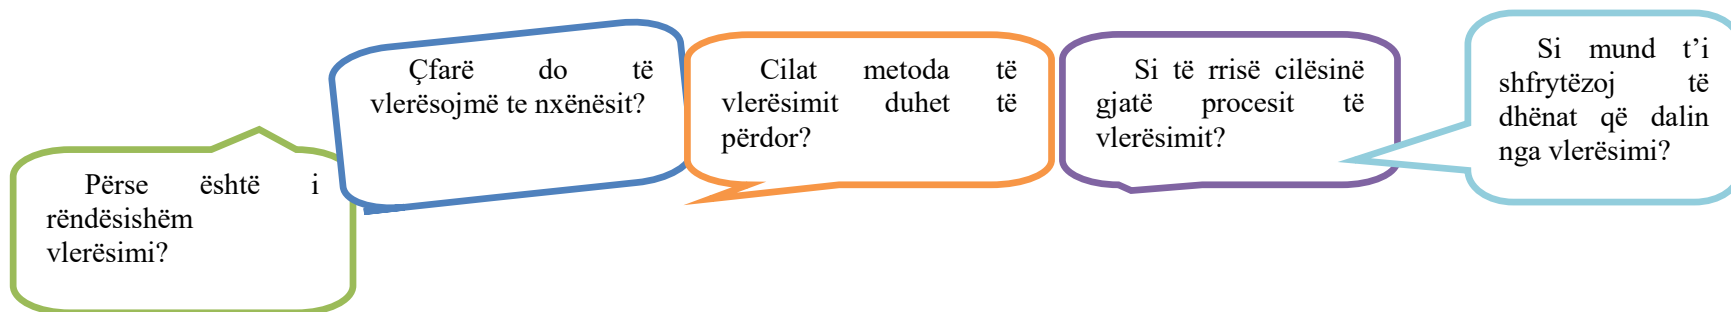 Përse është i
rëndësishëm
vlerësimi?
Çfarë do të
vlerësojmë te nxënësit?
Cilat metoda të
vlerësimit duhet të
përdor?
Si të rrisë cilësinë
gjatë procesit të
vlerësimit?
Si mund t’i
shfrytëzoj të
dhënat që dalin
nga vlerësimi?